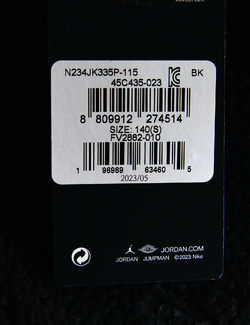 N234JK335P-115 BK
45C435-023
8 809912 274514
SIZE: 140(S)
FV2882-010
1 96969 63460 5
2023/05
JORDAN.COM
JORDAN JUMPMAN ©2023 Nike